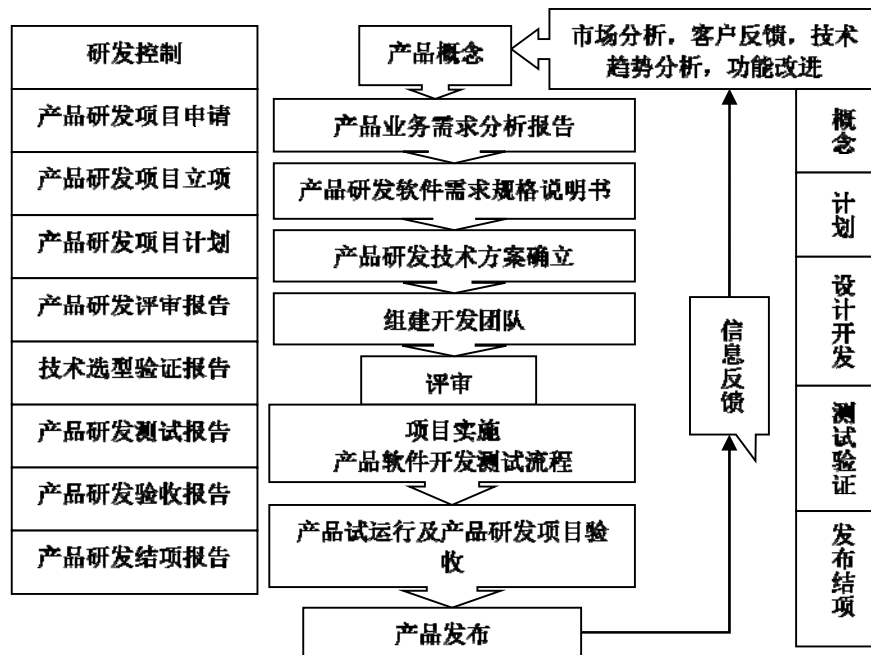 研发控制
产品研发项目申请
产品研发项目立项
产品研发项目计划
产品研发评审报告
技术选型验证报告
产品研发测试报告
产品研发验收报告
产品研发结项报告
产品概念
产品业务需求分析报告
产品研发软件需求规格说明书
产品研发技术方案确立
组建开发团队
评审
项目实施
产品软件开发测试流程
产品试运行及产品研发项目验
收
产品发布
市场分析，客户反馈，技术
趋势分析，功能改进
信息反馈
概念
计划
设计开发
测试验证
发布结项